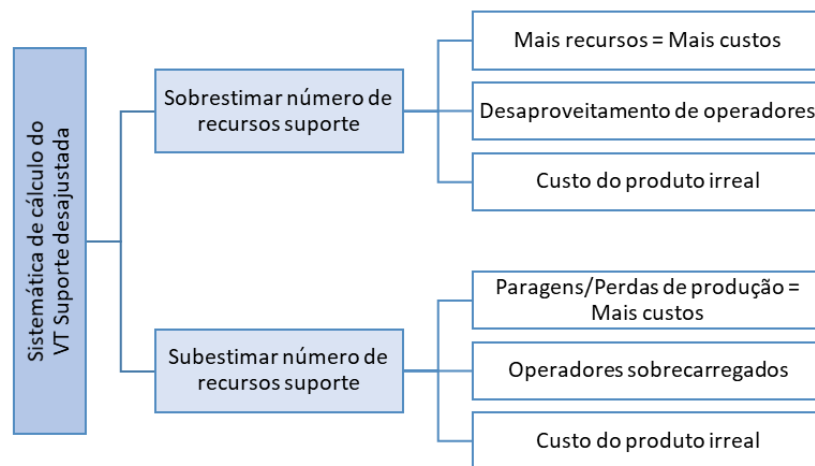 Sistemática de cálculo do
VT Suporte desajustada
Sobrestimar número de
recursos suporte
Mais recursos = Mais custos
Desaproveitamento de operadores
Custo do produto irreal
Subestimar número de
recursos suporte
Paragens/Perdas de produção =
Mais custos
Operadores sobrecarregados
Custo do produto irreal